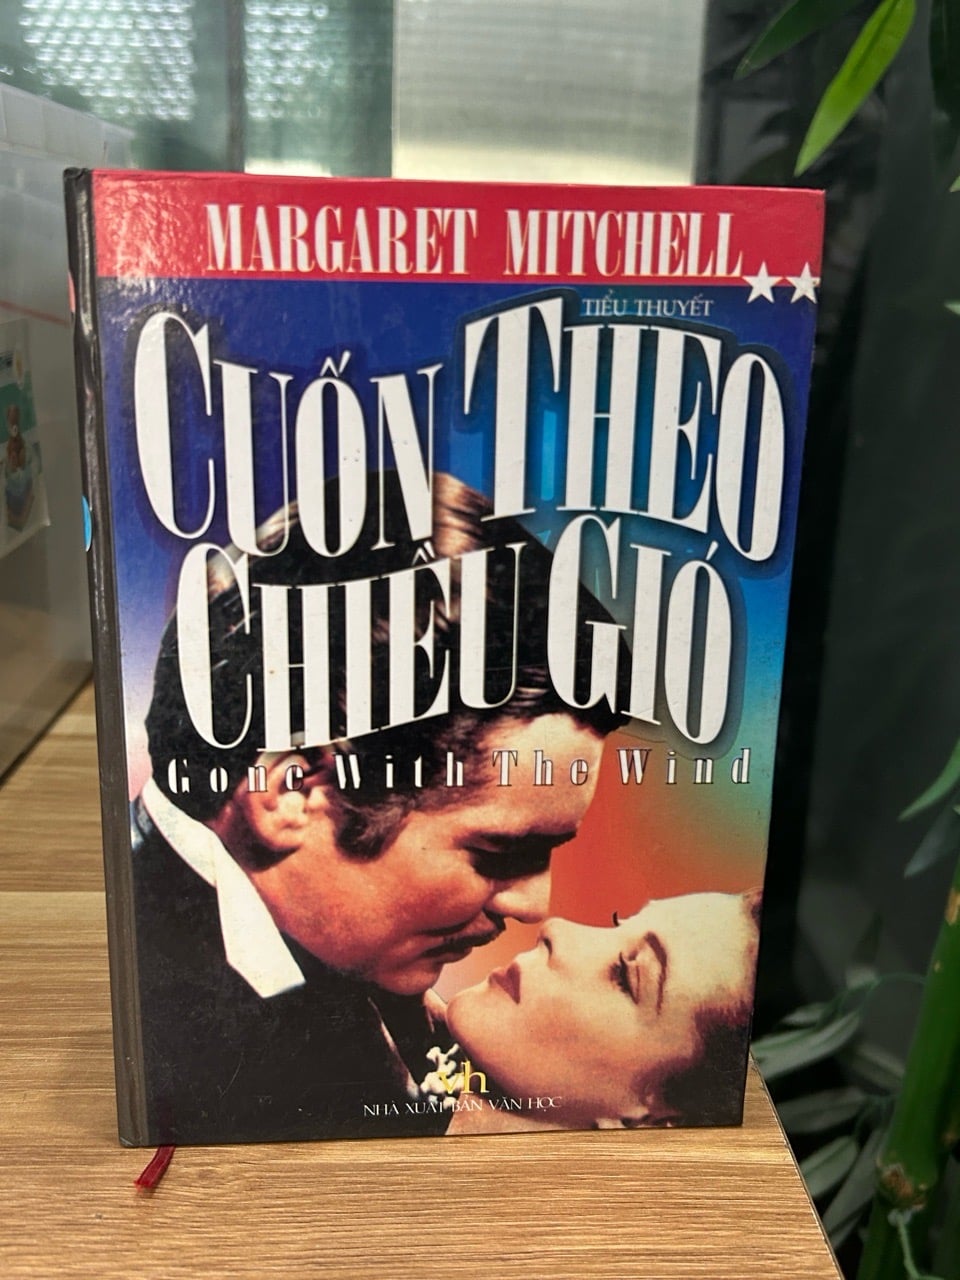 MARGARET MITCHELL
TIỂU THUYẾT
CUỐN THEO
CHIỀU GIÓ
Gone With The Wind
vh
NHÀ XUẤT BẢN VĂN HỌC